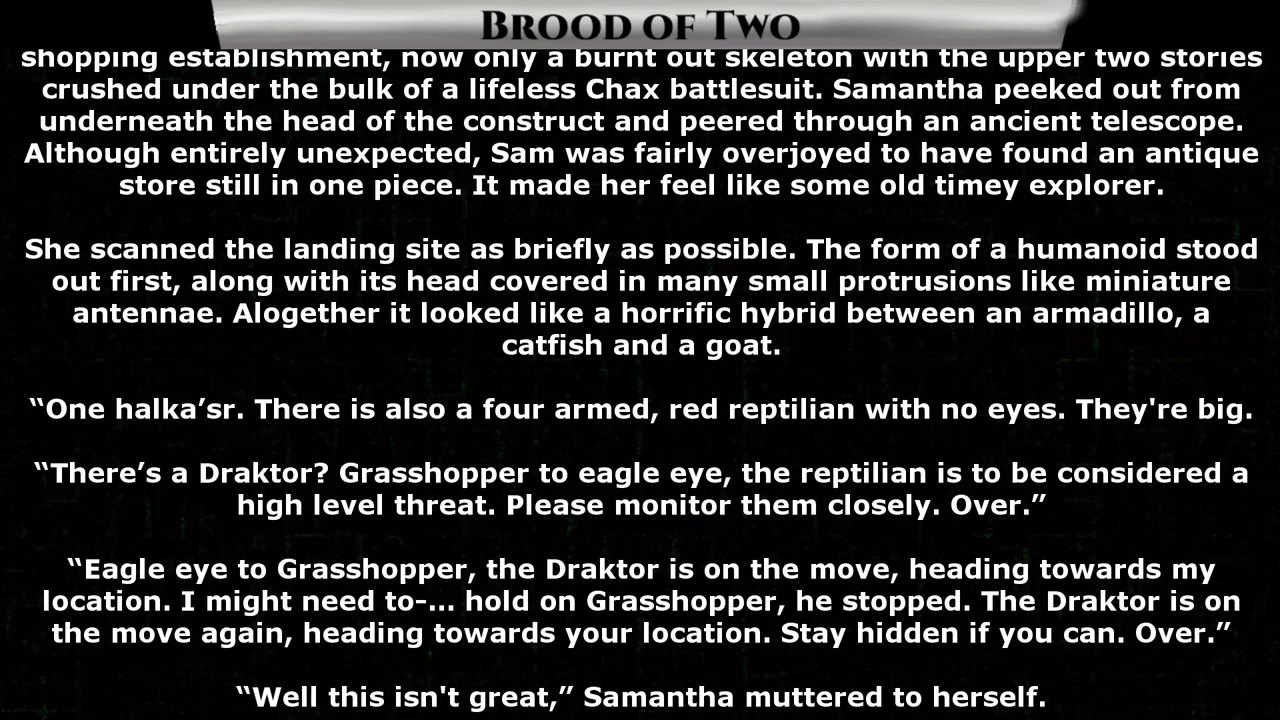 Brood of Two
shopping establishment, now only a burnt out skeleton with the upper two stories
crushed under the bulk of a lifeless Chax battlesuit. Samantha peeked out from
underneath the head of the construct and peered through an ancient telescope.
Although entirely unexpected, Sam was fairly overjoyed to have found an antique
store still in one piece. It made her feel like some old timey explorer.
She scanned the landing site as briefly as possible. The form of a humanoid stood
out first, along with its head covered in many small protrusions like miniature
antennae. Alogether it looked like a horrific hybrid between an armadillo, a
catfish and a goat.
“One halka’sr. There is also a four armed, red reptilian with no eyes. They're big.
“There’s a Draktor? Grasshopper to eagle eye, the reptilian is to be considered a
high level threat. Please monitor them closely. Over.”
“Eagle eye to Grasshopper, the Draktor is on the move, heading towards my
location. I might need to-... hold on Grasshopper, he stopped. The Draktor is on
the move again, heading towards your location. Stay hidden if you can. Over.”
“Well this isn't great,” Samantha muttered to herself.